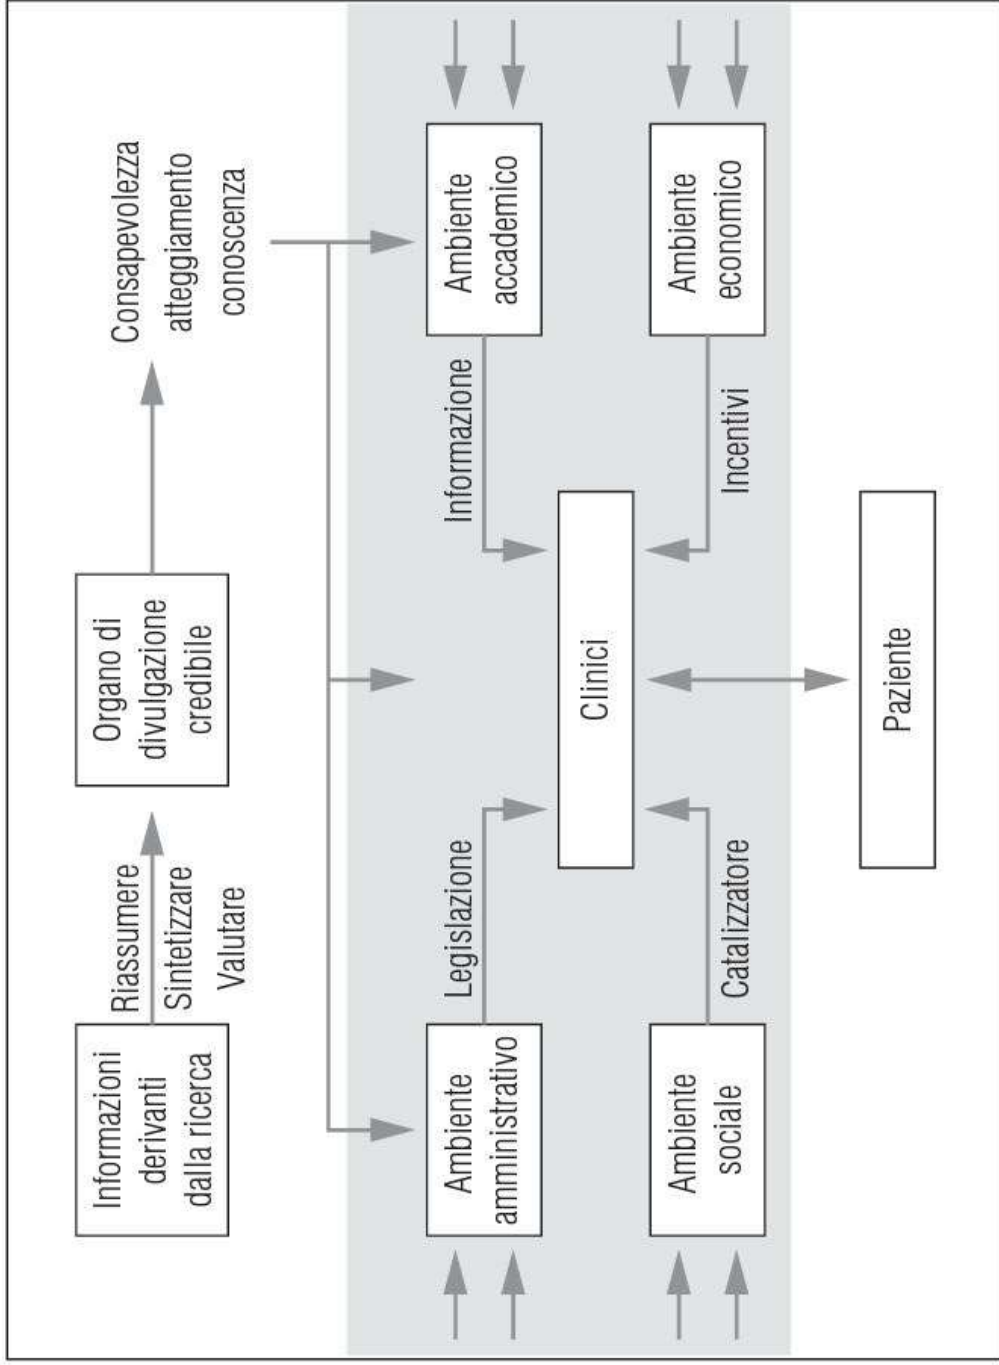 Informazioni
derivanti
dalla ricerca
Riassumere
Sintetizzare
Valutare
Organo di
divulgazione
credibile
Consapevolezza
atteggiamento
conoscenza
Ambiente
amministrativo
Legislazione
Informazione
Ambiente
accademico
Clinici
Ambiente
sociale
Catalizzatore
Incentivi
Ambiente
economico
Paziente